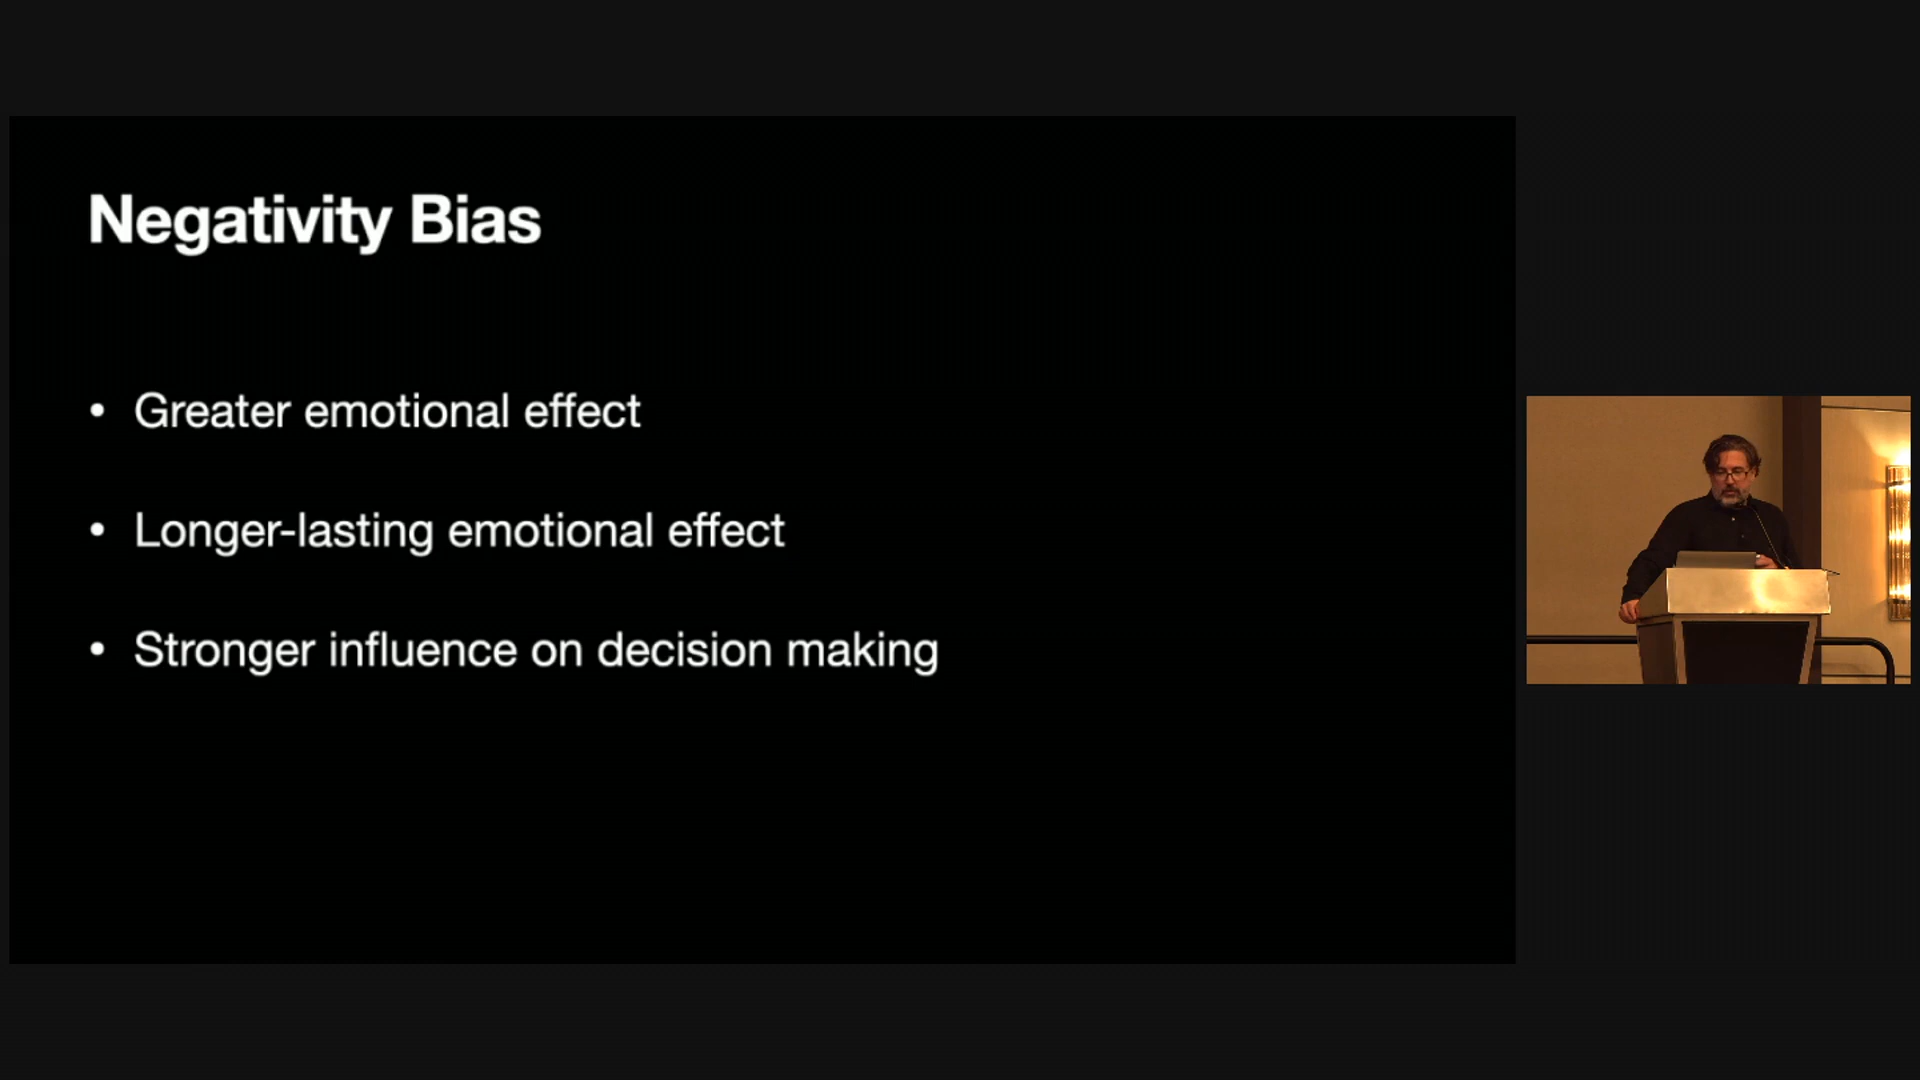 Negativity Bias
• Greater emotional effect
• Longer-lasting emotional effect
• Stronger influence on decision making